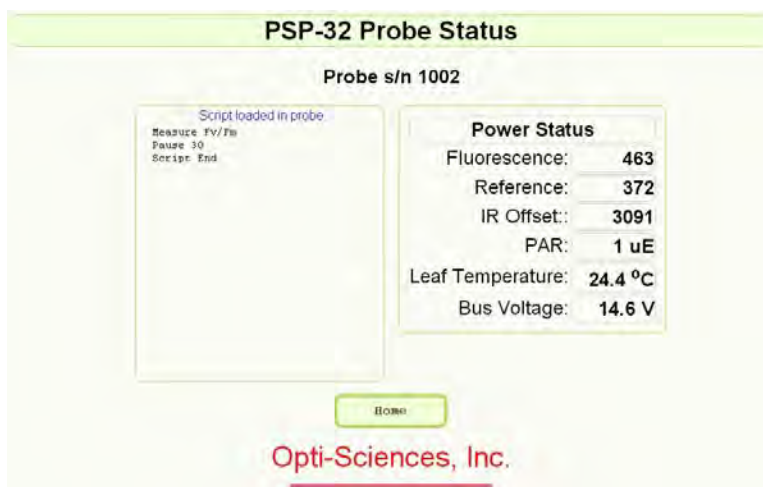 PSP-32 Probe Status
Probe s/n 1002
Script loaded in probe
Measure Fv/Fm
Pause 30
Script End
Power Status
Fluorescence: 463
Reference: 372
IR Offset:: 3091
PAR: 1 uE
Leaf Temperature: 24.4 ºC
Bus Voltage: 14.6 V
Home
Opti-Sciences, Inc.